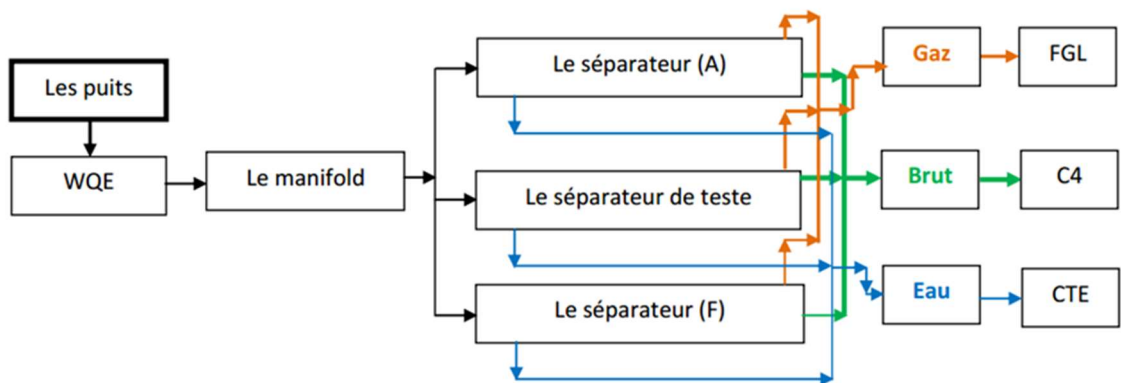 Les puits
WQE
Le manifold
Le séparateur (A)
Le séparateur de teste
Le séparateur (F)
Gaz
FGL
Brut
C4
Eau
CTE